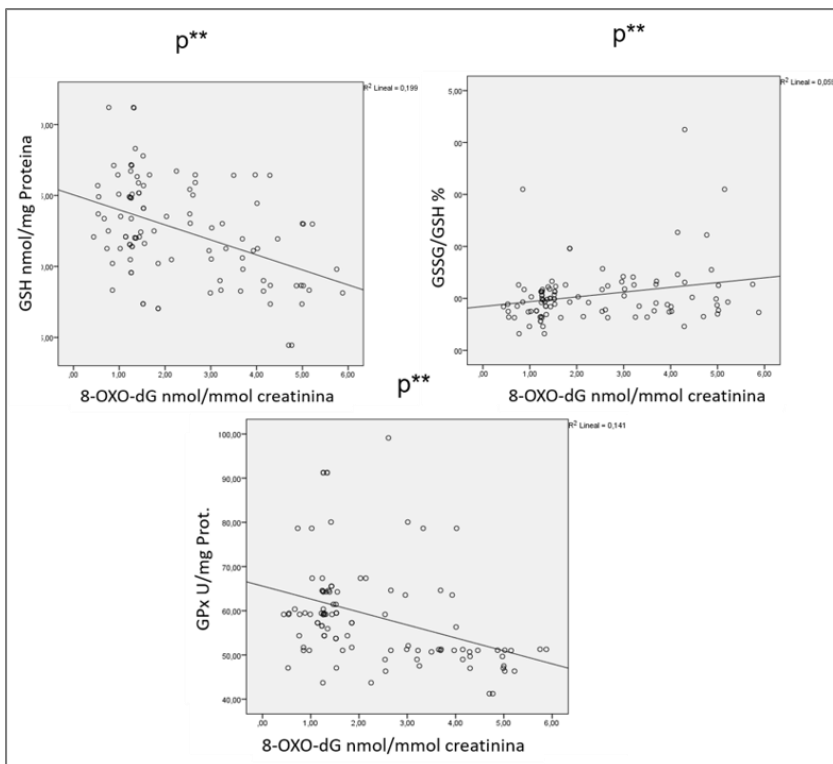 p**
p**
R² Lineal = 0,199
GSH nmol/mg Proteina
,00 1,00 2,00 3,00 4,00 5,00 6,00
8-OXO-dG nmol/mmol creatinina
5,00
GSSG/GSH %
,00 1,00 2,00 3,00 4,00 5,00 6,00
8-OXO-dG nmol/mmol creatinina
p**
R² Lineal = 0,141
100,00
90,00
80,00
70,00
60,00
50,00
40,00
GPx U/mg Prot.
,00 1,00 2,00 3,00 4,00 5,00 6,00
8-OXO-dG nmol/mmol creatinina